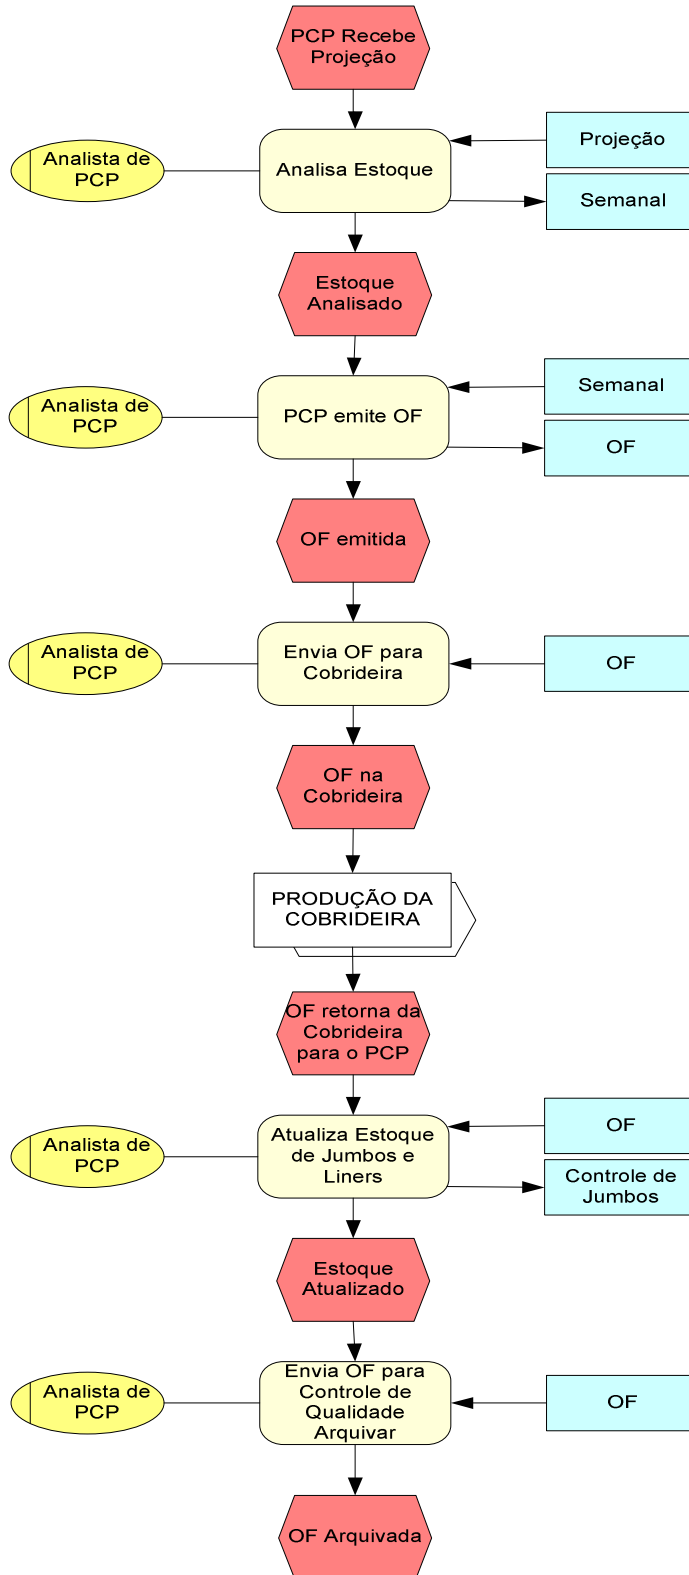 PCP Recebe
Projeção
Analista de
PCP
Analisa Estoque
Projeção
Semanal
Estoque
Analisado
Analista de
PCP
PCP emite OF
Semanal
OF
OF emitida
Analista de
PCP
Envia OF para
Cobrideira
OF
OF na
Cobrideira
PRODUÇÃO DA
COBRIDEIRA
OF retorna da
Cobrideira
para o PCP
Analista de
PCP
Atualiza Estoque
de Jumbos e
Liners
OF
Controle de
Jumbos
Estoque
Atualizado
Analista de
PCP
Envia OF para
Controle de
Qualidade
Arquivar
OF
OF Arquivada